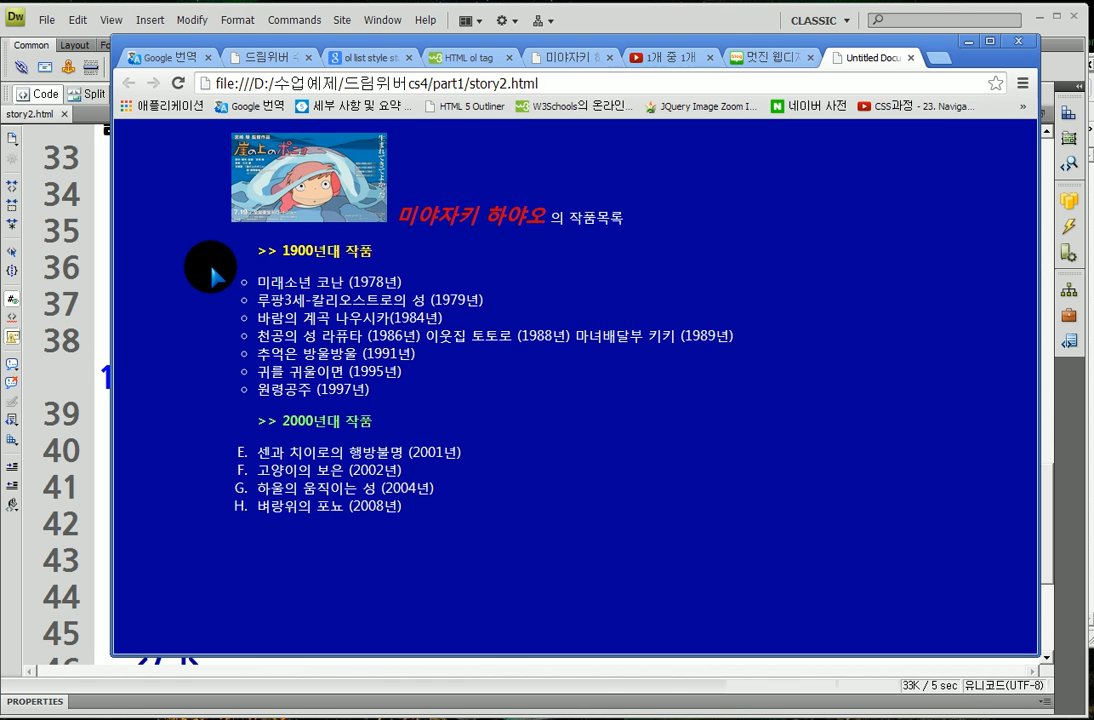 Dw File Edit View Insert Modify Format Commands Site Window Help CLASSIC
Common Layout Fo
Code Split
story2.html
Google 번역
드림위버
ol list style st
HTML ol tag
미야자키
1개 중 1개
멋진 웹디
Untitled Docu
file:///D:/수업예제/드림위버cs4/part1/story2.html
애플리케이션 Google 번역 세부 사항 및 요약 ... HTML 5 Outliner W3Schools의 온라인... JQuery Image Zoom I... 네이버 사전 CSS과정 - 23. Naviga... »
崖の上のポニョ
미야자키 하야오 의 작품목록
>> 1900년대 작품
미래소년 코난 (1978년)
루팡3세-칼리오스트로의 성 (1979년)
바람의 계곡 나우시카(1984년)
천공의 성 라퓨타 (1986년) 이웃집 토토로 (1988년) 마녀배달부 키키 (1989년)
추억은 방울방울 (1991년)
귀를 귀울이면 (1995년)
원령공주 (1997년)
>> 2000년대 작품
E. 센과 치이로의 행방불명 (2001년)
F. 고양이의 보은 (2002년)
G. 하울의 움직이는 성 (2004년)
H. 벼랑위의 포뇨 (2008년)
33
34
35
36
37
38
39
40
41
42
43
44
45
33K / 5 sec 유니코드(UTF-8)
PROPERTIES